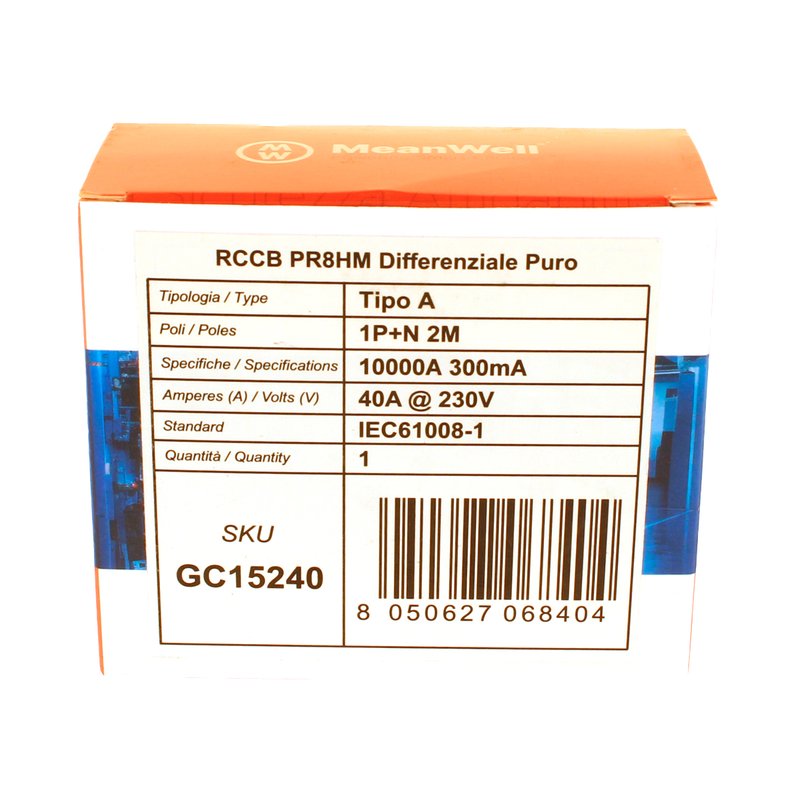 MW MeanWell
RCCB PR8HM Differenziale Puro
Tipologia / Type Tipo A
Poli / Poles 1P+N 2M
Specifiche / Specifications 10000A 300mA
Amperes (A) / Volts (V) 40A @ 230V
Standard IEC61008-1
Quantità / Quantity 1
SKU
GC15240
8 050627 068404